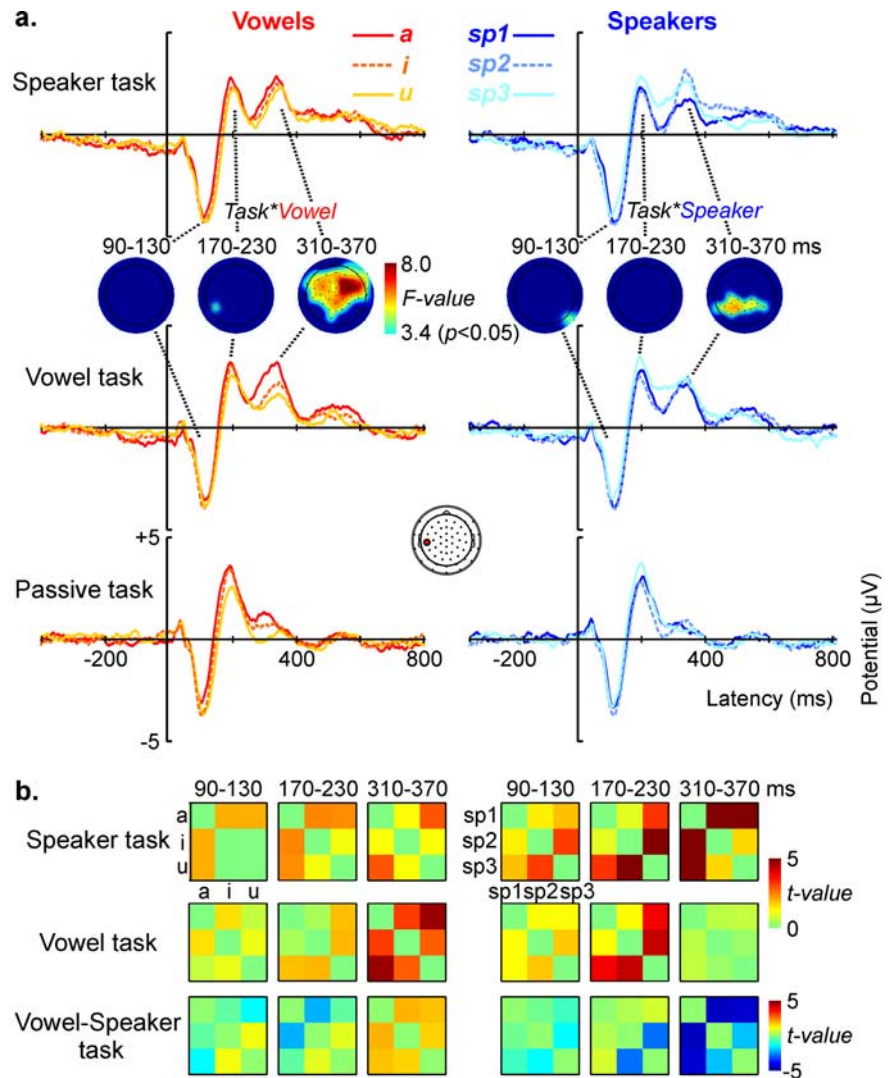 a.
Vowels
Speakers
a
i
u
sp1
sp2
sp3
Speaker task
Task*Vowel
Task*Speaker
90-130 170-230 310-370
90-130 170-230 310-370 ms
8.0
F-value
3.4 (p<0.05)
Vowel task
+5
Passive task
-200 400 800
-200 400 800
Latency (ms)
Potential (µV)
-5
b.
90-130 170-230 310-370
90-130 170-230 310-370 ms
Speaker task
a
i
u
sp1
sp2
sp3
a i u
sp1sp2sp3
5
t-value
0
Vowel task
Vowel-Speaker
task
5
t-value
-5